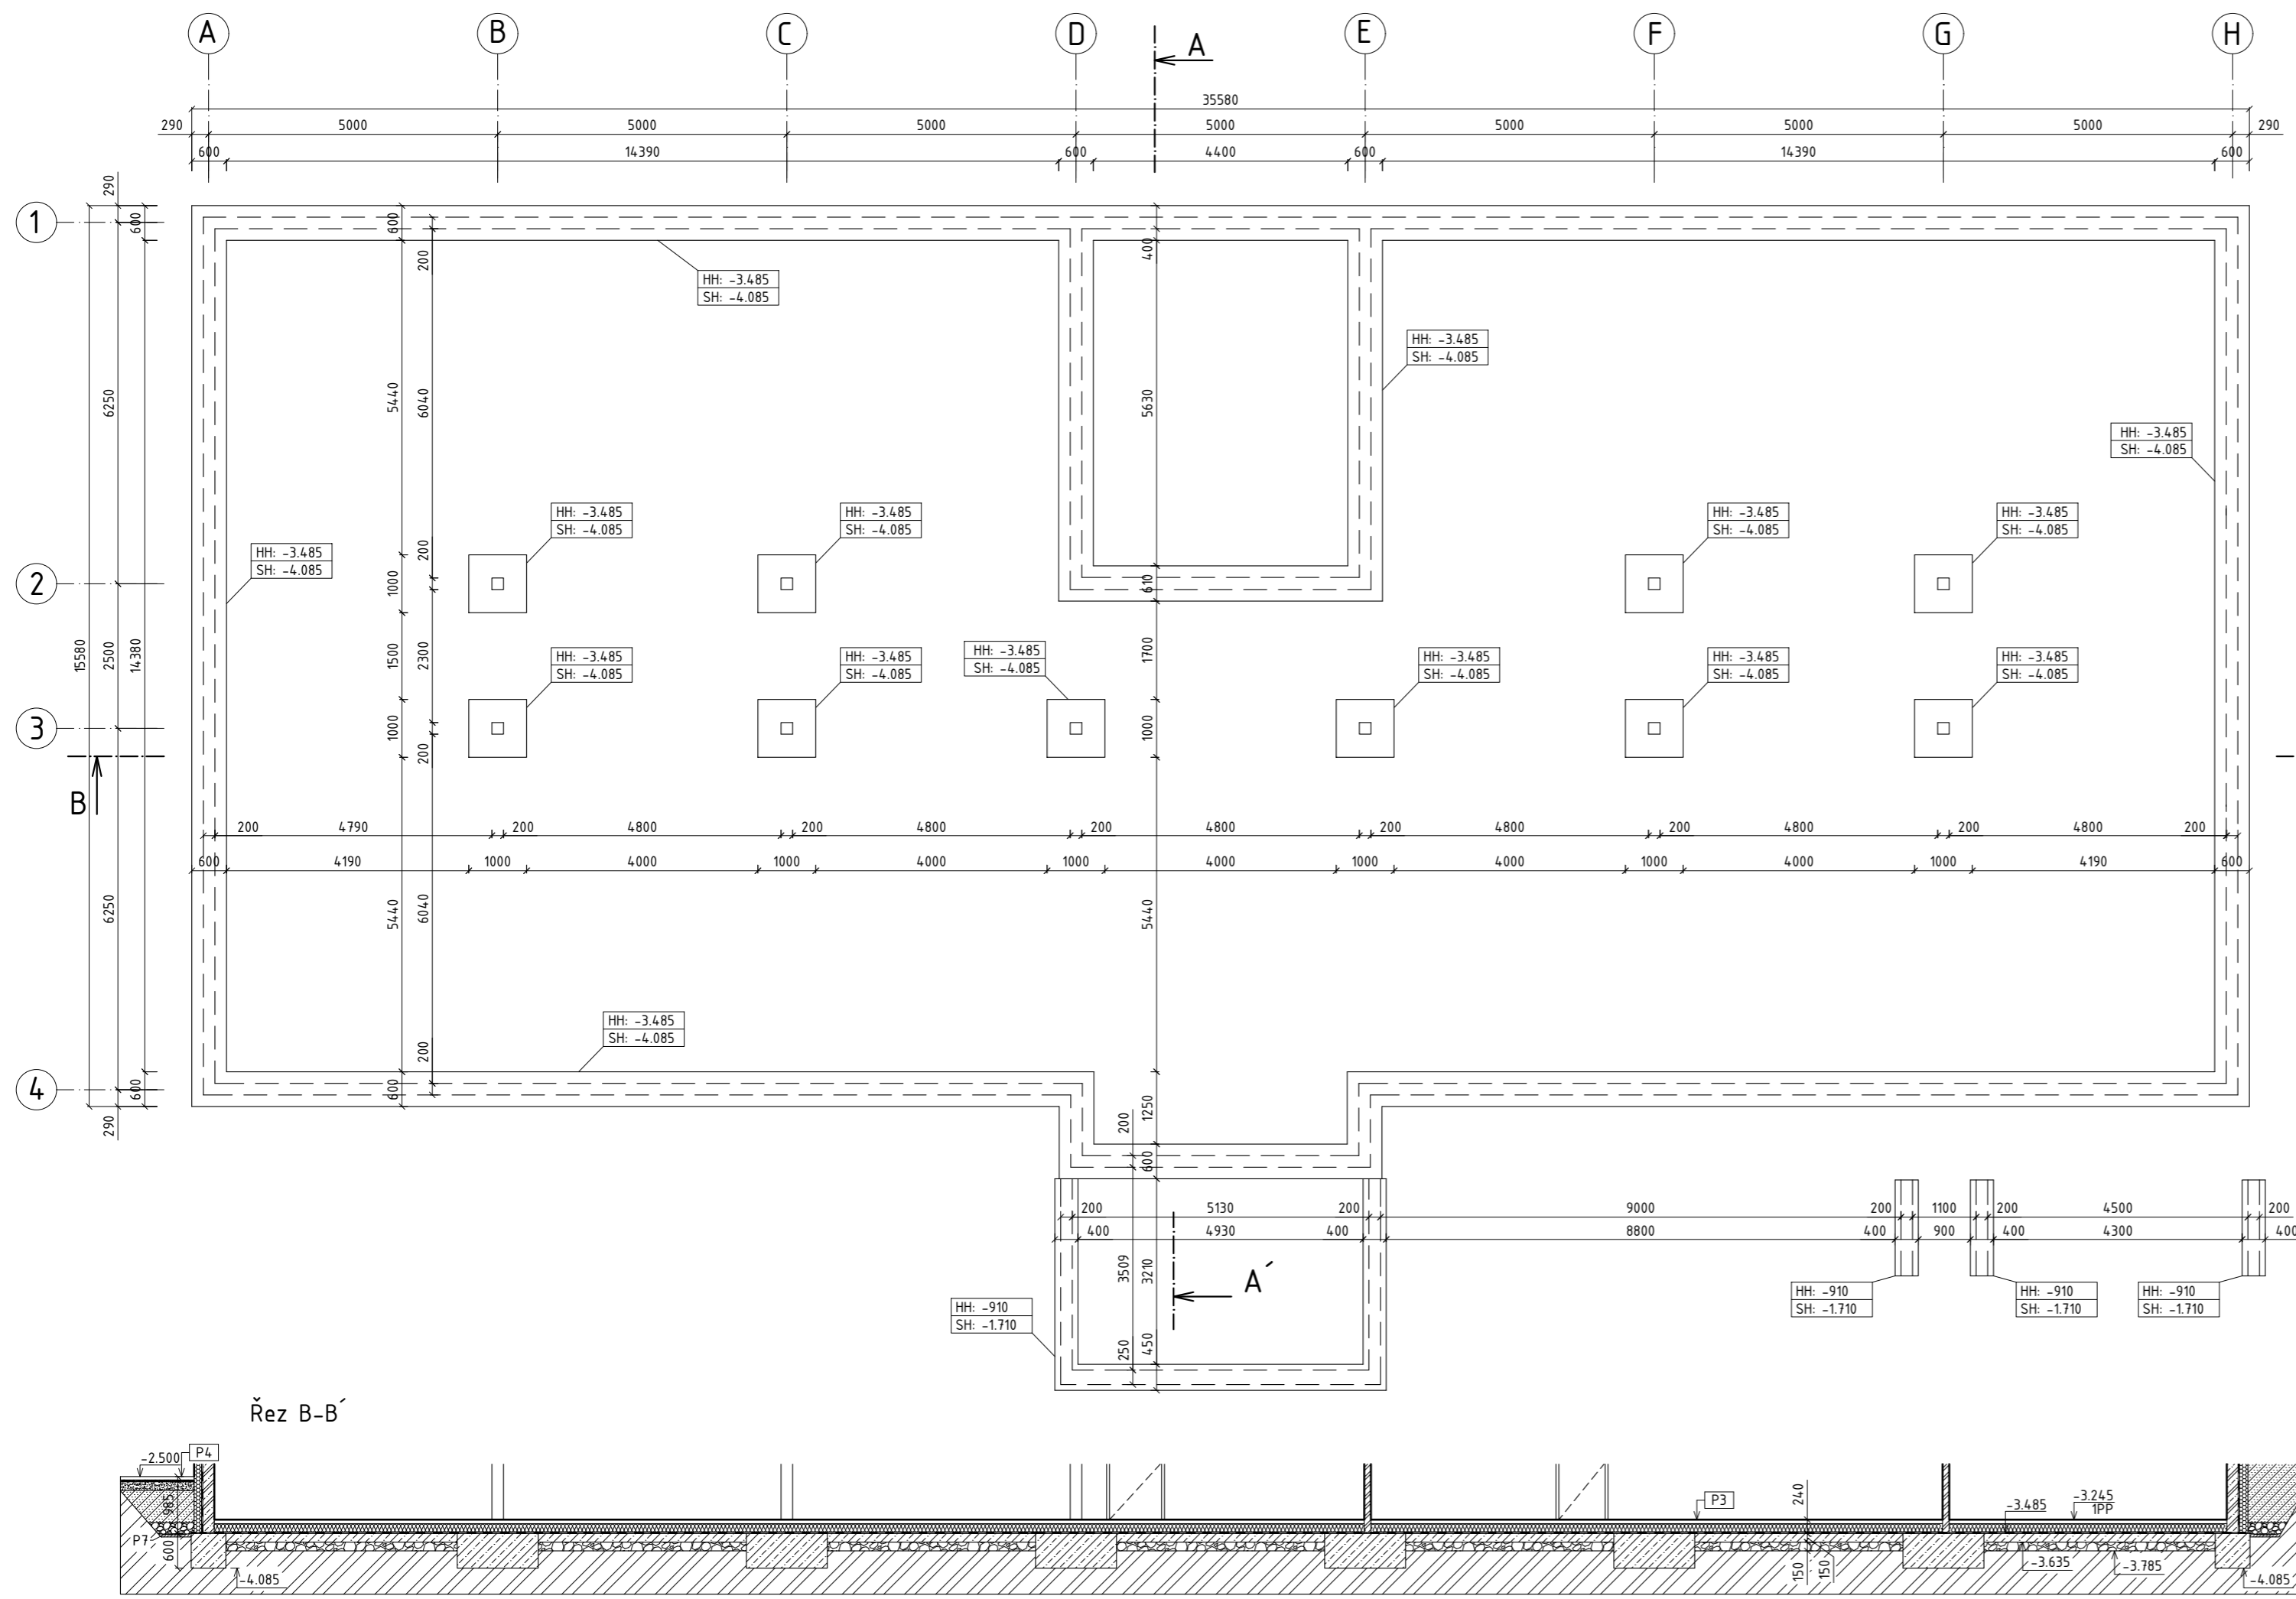 A B C D E F G H
A
35580
290 5000 5000 5000 5000 5000 5000 5000 290
600 14390 600 4400 600 14390 600
290
600
1
600
200
400
HH: -3.485
SH: -4.085
HH: -3.485
SH: -4.085
6250
5440
6040
5630
HH: -3.485
SH: -4.085
HH: -3.485
SH: -4.085
HH: -3.485
SH: -4.085
HH: -3.485
SH: -4.085
HH: -3.485
SH: -4.085
HH: -3.485
SH: -4.085
200
2
1000
610
15580
2500
14380
1500
2300
1700
HH: -3.485
SH: -4.085
HH: -3.485
SH: -4.085
HH: -3.485
SH: -4.085
HH: -3.485
SH: -4.085
HH: -3.485
SH: -4.085
HH: -3.485
SH: -4.085
3
1000
200
1000
B
200 4790 200 4800 200 4800 200 4800 200 4800 200 4800 200 4800 200
600 4190 1000 4000 1000 4000 1000 4000 1000 4000 1000 4000 1000 4190 600
6250
5440
6040
5440
HH: -3.485
SH: -4.085
200
4
600
600
290
200
1250
600
200 5130 200 9000 200 1100 200 4500 200
400 4930 400 8800 400 900 400 4300 400
3509
3210
A´
HH: -910
SH: -1.710
HH: -910
SH: -1.710
HH: -910
SH: -1.710
HH: -910
SH: -1.710
250
450
Řez B-B´
-2.500 P4
985
P7
600
-4.085
P3
240
-3.485
-3.245
1PP
150
150
-3.635
-3.785
-4.085